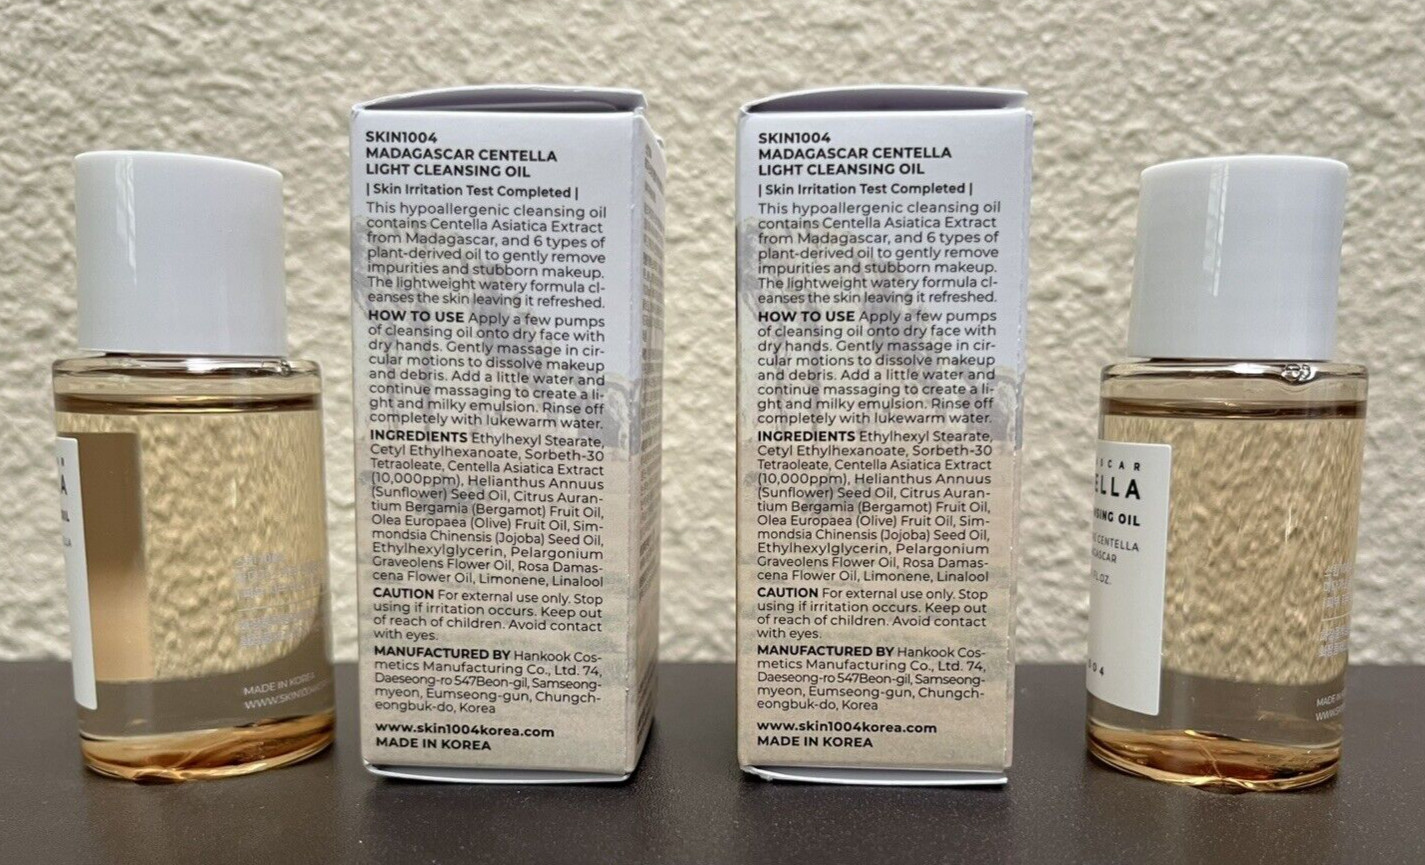 MADE IN KOREA
SKIN1004
MADAGASCAR CENTELLA
LIGHT CLEANSING OIL
| Skin Irritation Test Completed |
This hypoallergenic cleansing oil
contains Centella Asiatica Extract
from Madagascar, and 6 types of
plant-derived oil to gently remove
impurities and stubborn makeup.
The lightweight watery formula cl-
eanses the skin leaving it refreshed.
HOW TO USE Apply a few pumps
of cleansing oil onto dry face with
dry hands. Gently massage in cir-
cular motions to dissolve makeup
and debris. Add a little water and
continue massaging to create a li-
ght and milky emulsion. Rinse off
completely with lukewarm water.
INGREDIENTS Ethylhexyl Stearate,
Cetyl Ethylhexanoate, Sorbeth-30
Tetraoleate, Centella Asiatica Extract
(10,000ppm), Helianthus Annuus
(Sunflower) Seed Oil, Citrus Auran-
tium Bergamia (Bergamot) Fruit Oil,
Olea Europaea (Olive) Fruit Oil, Sim-
mondsia Chinensis (Jojoba) Seed Oil,
Ethylhexylglycerin, Pelargonium
Graveolens Flower Oil, Rosa Damas-
cena Flower Oil, Limonene, Linalool
CAUTION For external use only. Stop
using if irritation occurs. Keep out
of reach of children. Avoid contact
with eyes.
MANUFACTURED BY Hankook Cos-
metics Manufacturing Co., Ltd. 74,
Daeseong-ro 547Beon-gil, Samseong-
myeon, Eumseong-gun, Chungch-
eongbuk-do, Korea
www.skin1004korea.com
MADE IN KOREA
SKIN1004
MADAGASCAR CENTELLA
LIGHT CLEANSING OIL
| Skin Irritation Test Completed |
This hypoallergenic cleansing oil
contains Centella Asiatica Extract
from Madagascar, and 6 types of
plant-derived oil to gently remove
impurities and stubborn makeup.
The lightweight watery formula cl-
eanses the skin leaving it refreshed.
HOW TO USE Apply a few pumps
of cleansing oil onto dry face with
dry hands. Gently massage in cir-
cular motions to dissolve makeup
and debris. Add a little water and
continue massaging to create a li-
ght and milky emulsion. Rinse off
completely with lukewarm water.
INGREDIENTS Ethylhexyl Stearate,
Cetyl Ethylhexanoate, Sorbeth-30
Tetraoleate, Centella Asiatica Extract
(10,000ppm), Helianthus Annuus
(Sunflower) Seed Oil, Citrus Auran-
tium Bergamia (Bergamot) Fruit Oil,
Olea Europaea (Olive) Fruit Oil, Sim-
mondsia Chinensis (Jojoba) Seed Oil,
Ethylhexylglycerin, Pelargonium
Graveolens Flower Oil, Rosa Damas-
cena Flower Oil, Limonene, Linalool
CAUTION For external use only. Stop
using if irritation occurs. Keep out
of reach of children. Avoid contact
with eyes.
MANUFACTURED BY Hankook Cos-
metics Manufacturing Co., Ltd. 74,
Daeseong-ro 547Beon-gil, Samseong-
myeon, Eumseong-gun, Chungch-
eongbuk-do, Korea
www.skin1004korea.com
MADE IN KOREA
ICAR
ELLA
NSING OIL
CENTELLA
ASCAR
FL.OZ.
004
MADE IN